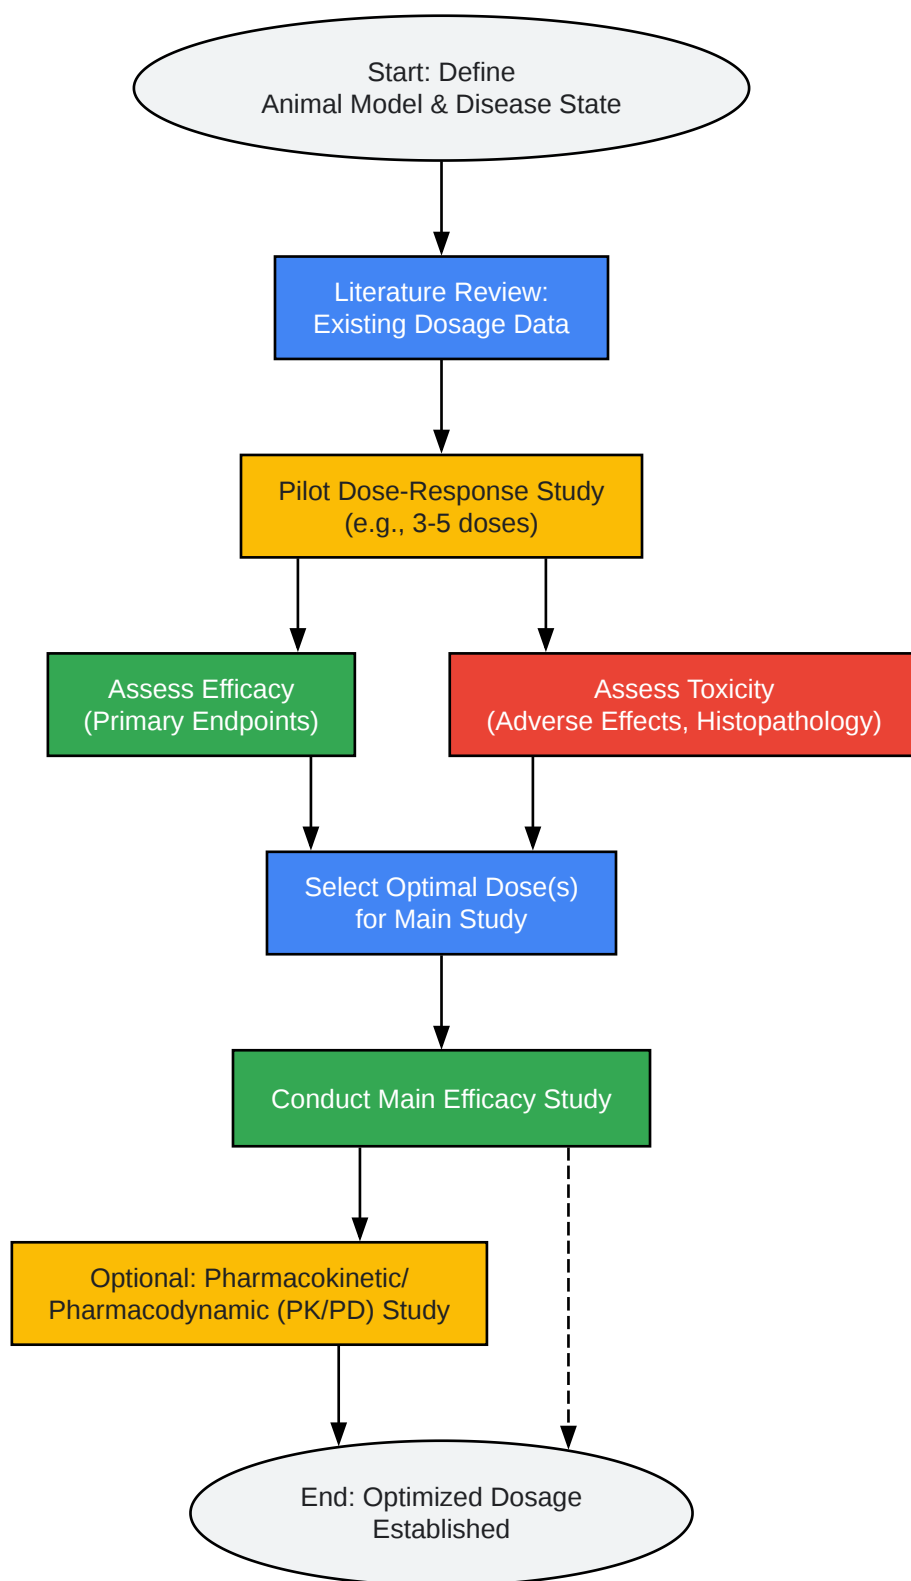 Start: Define
Animal Model & Disease State
Literature Review:
Existing Dosage Data
Pilot Dose-Response Study
(e.g., 3-5 doses)
Assess Efficacy
(Primary Endpoints)
Assess Toxicity
(Adverse Effects, Histopathology)
Select Optimal Dose(s)
for Main Study
Conduct Main Efficacy Study
Optional: Pharmacokinetic/
Pharmacodynamic (PK/PD) Study
End: Optimized Dosage
Established